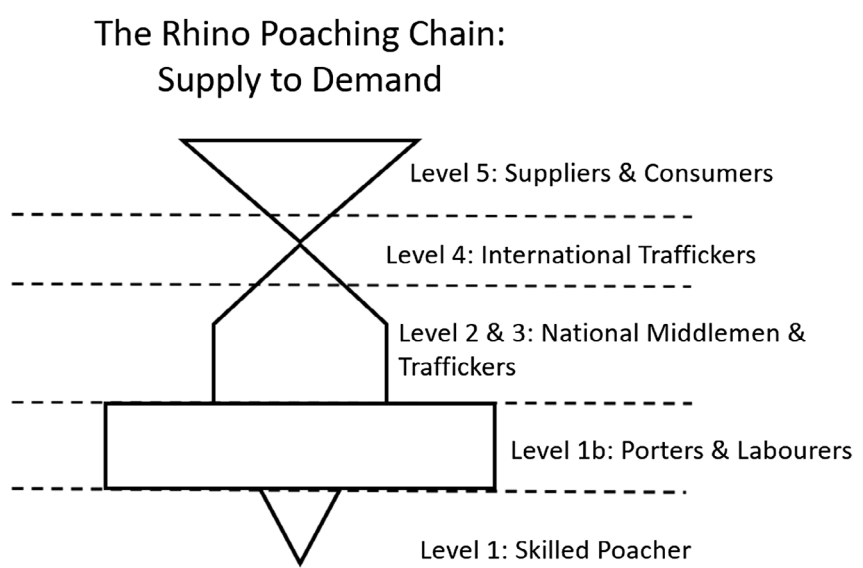 The Rhino Poaching Chain:
Supply to Demand
Level 5: Suppliers & Consumers
Level 4: International Traffickers
Level 2 & 3: National Middlemen &
Traffickers
Level 1b: Porters & Labourers
Level 1: Skilled Poacher